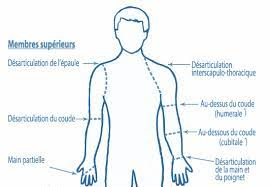 Membres supérieurs
Désarticulation de l'épaule
Désarticulation
interscapulo-thoracique
Au-dessus du coude
(humerale )
Désarticulation du coude
Au-dessous du coude
(cubitale )
Main partielle
Désarticulation
de la main et
du poignet